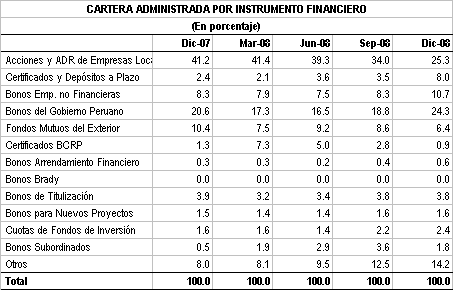 CARTERA ADMINISTRADA POR INSTRUMENTO FINANCIERO
(En porcentaje)
Dic-07 Mar-08 Jun-08 Sep-08 Dic-08
Acciones y ADR de Empresas Loca 41.2 41.4 39.3 34.0 25.3
Certificados y Depósitos a Plazo 2.4 2.1 3.6 3.5 8.0
Bonos Emp. no Financieras 8.3 7.9 7.5 8.3 10.7
Bonos del Gobierno Peruano 20.6 17.3 16.5 18.8 24.3
Fondos Mutuos del Exterior 10.4 7.5 9.2 8.6 6.4
Certificados BCRP 1.3 7.3 5.0 2.8 0.9
Bonos Arrendamiento Financiero 0.3 0.3 0.2 0.4 0.6
Bonos Brady 0.0 0.0 0.0 0.0 0.0
Bonos de Titulización 3.9 3.2 3.4 3.8 3.8
Bonos para Nuevos Proyectos 1.5 1.4 1.4 1.6 1.6
Cuotas de Fondos de Inversión 1.6 1.6 1.4 2.2 2.4
Bonos Subordinados 0.5 1.9 2.9 3.6 1.8
Otros 8.0 8.1 9.5 12.5 14.2
Total 100.0 100.0 100.0 100.0 100.0